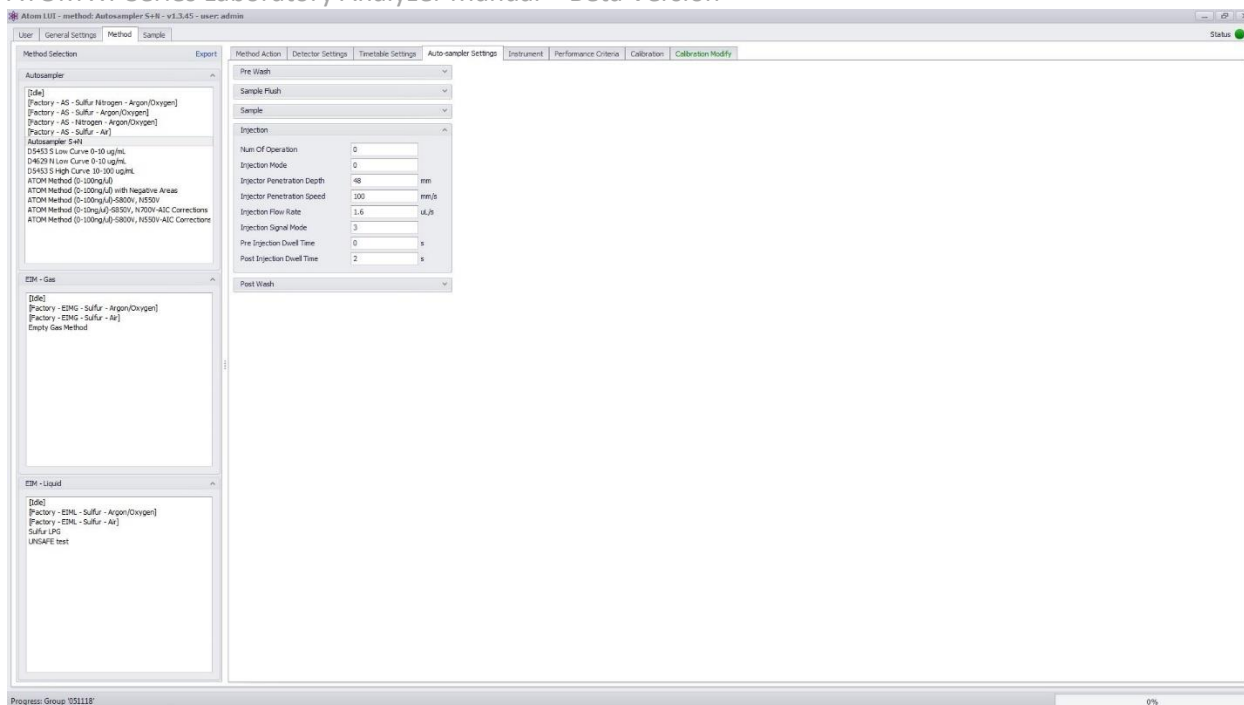 Atom LUI - method: Autosampler S+N - v1.3.45 - user: admin
User General Settings Method Sample
Status
Method Selection Export
Method Action Detector Settings Timetable Settings Auto-sampler Settings Instrument Performance Criteria Calibration Calibration Modify
Autosampler
[Idle]
[Factory - AS - Sulfur Nitrogen - Argon/Oxygen]
[Factory - AS - Sulfur - Argon/Oxygen]
[Factory - AS - Nitrogen - Argon/Oxygen]
[Factory - AS - Sulfur - Air]
Autosampler S+N
D5453 S Low Curve 0-10 ug/mL
D4629 N Low Curve 0-10 ug/mL
D5453 S High Curve 10-100 ug/mL
ATOM Method (0-100ng/ul)
ATOM Method (0-100ng/ul) with Negative Areas
ATOM Method (0-100ng/ul)-S800V, N550V
ATOM Method (0-10ng/ul)-S850V, N700V-AIC Corrections
ATOM Method (0-100ng/ul)-S800V, N550V-AIC Corrections
EIM - Gas
[Idle]
[Factory - EIMG - Sulfur - Argon/Oxygen]
[Factory - EIMG - Sulfur - Air]
Empty Gas Method
EIM - Liquid
[Idle]
[Factory - EIML - Sulfur - Argon/Oxygen]
[Factory - EIML - Sulfur - Air]
Sulfur LPG
UNSAFE test
Pre Wash
Sample Flush
Sample
Injection
Num Of Operation 0
Injection Mode 0
Injector Penetration Depth 48 mm
Injector Penetration Speed 100 mm/s
Injection Flow Rate 1.6 uL/s
Injection Signal Mode 3
Pre Injection Dwell Time 0 s
Post Injection Dwell Time 2 s
Post Wash
Progress: Group '051118'
0%